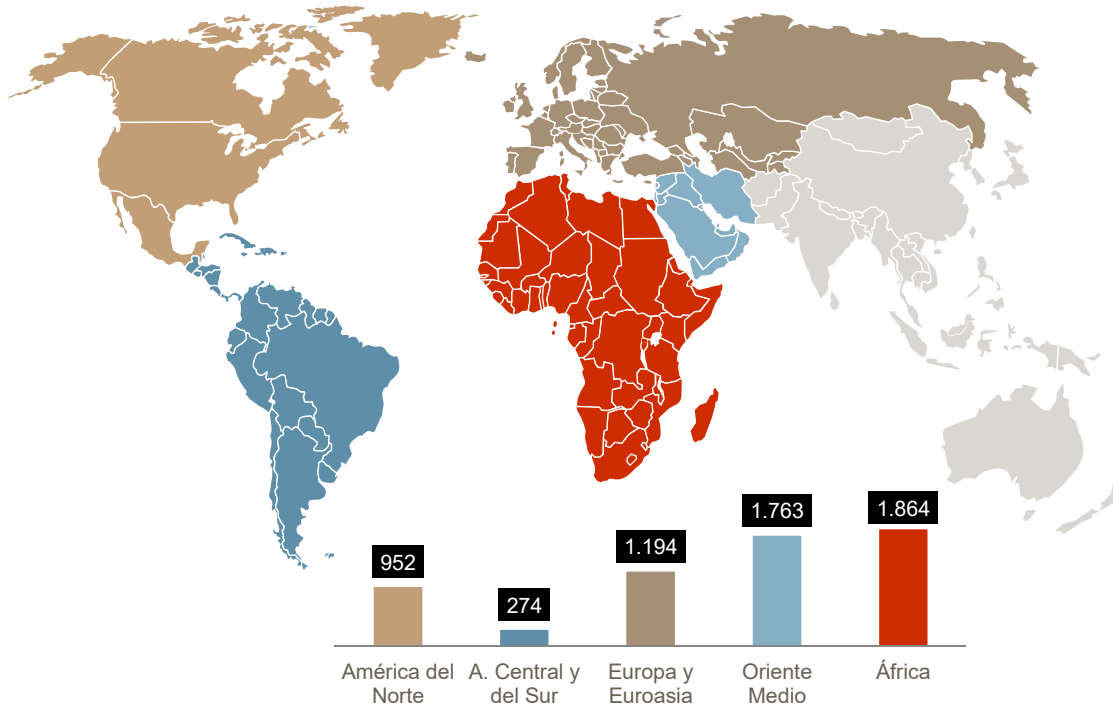 952
274
1.194
1.763
1.864
América del
Norte
A. Central y
del Sur
Europa y
Euroasia
Oriente
Medio
África